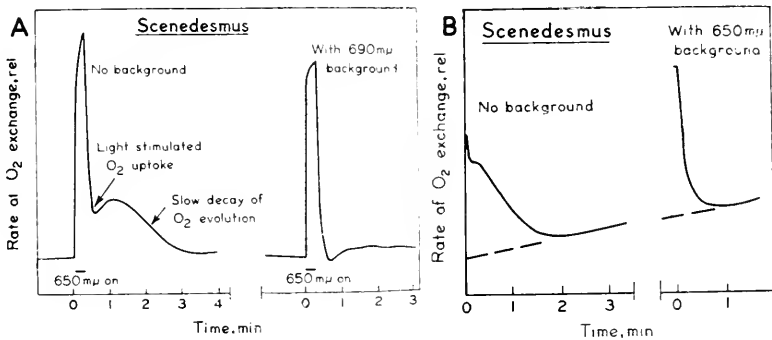 A
Scenedesmus
No background
With 690mμ
background
Light stimulated
O2 uptoke
Slow decay of
O2 evolution
Rate of O2 exchange, rel
650mμ on
650mμ on
0 1 2 3 4
0 1 2 3
Time, min
B
Scenedesmus
With 650mμ
background
No background
Rate of O2 exchange, rel
0 1 2 3
0 1
Time, min